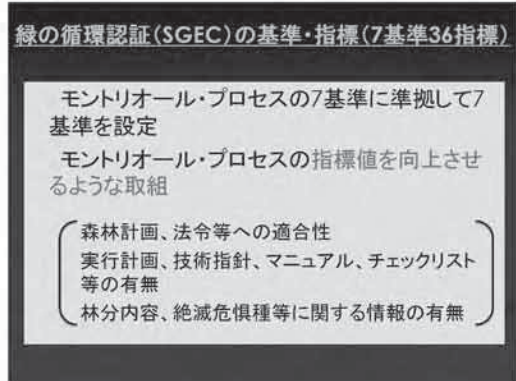 緑の循環認証(SGEC)の基準・指標(7基準36指標)
モントリオール・プロセスの7基準に準拠して7
基準を設定
モントリオール・プロセスの指標値を向上させ
るような取組
森林計画、法令等への適合性
実行計画、技術指針、マニュアル、チェックリスト
等の有無
林分内容、絶滅危惧種等に関する情報の有無